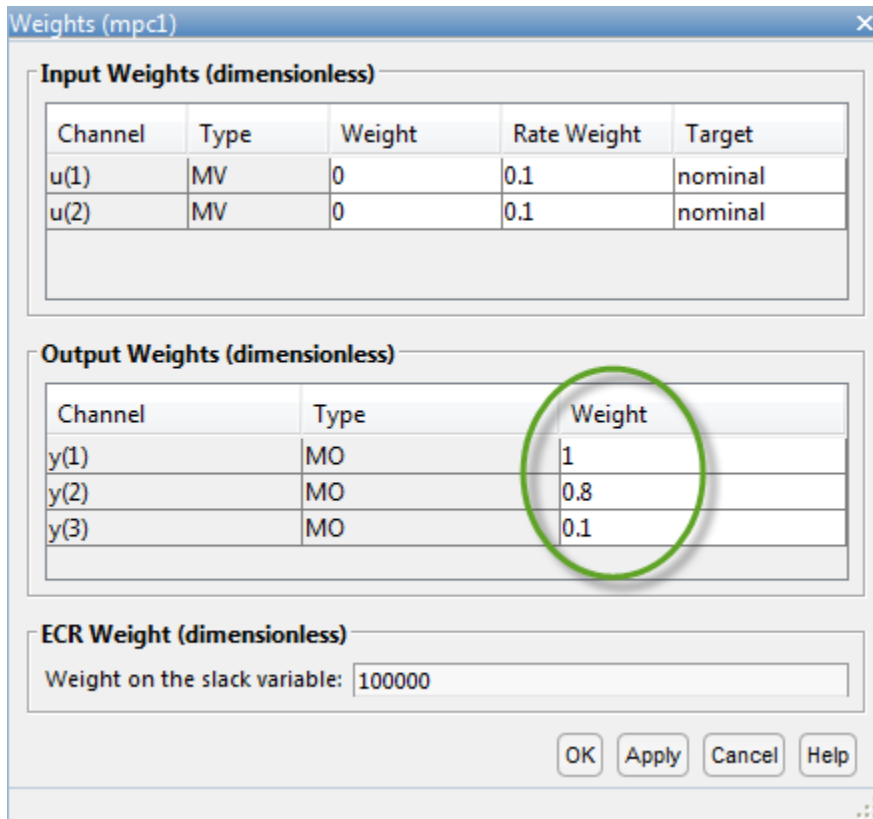 Weights (mpc1)
Input Weights (dimensionless)
Channel Type Weight Rate Weight Target
u(1) MV 0 0.1 nominal
u(2) MV 0 0.1 nominal
Output Weights (dimensionless)
Channel Type Weight
y(1) MO 1
y(2) MO 0.8
y(3) MO 0.1
ECR Weight (dimensionless)
Weight on the slack variable: 100000
OK Apply Cancel Help